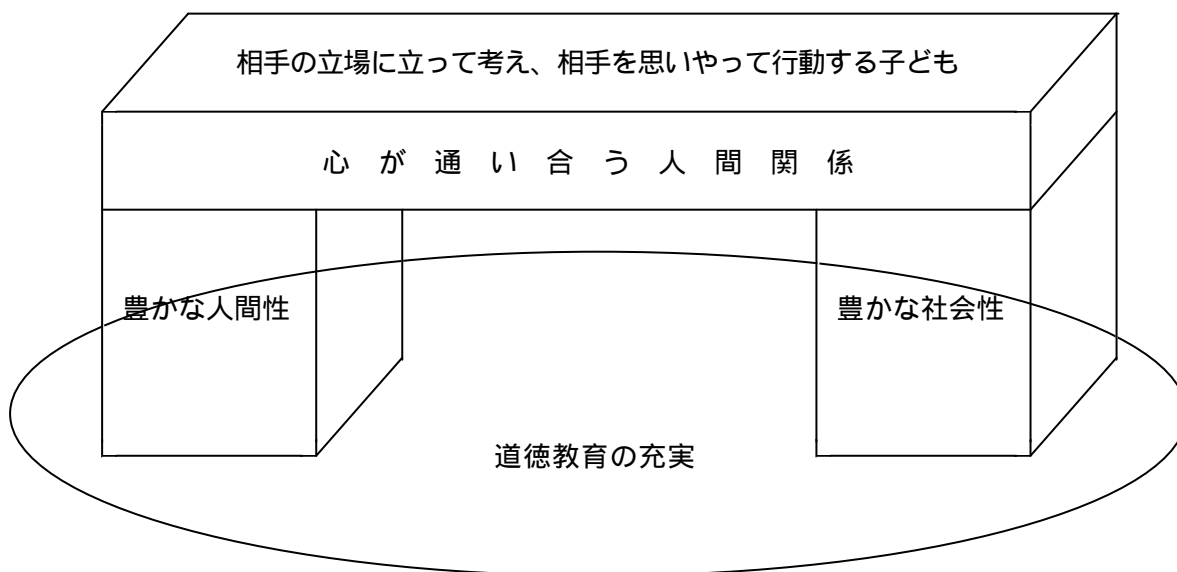 相手の立場に立って考え、相手を思いやって行動する子ども
心が通い合う人間関係
豊かな人間性
豊かな社会性
道徳教育の充実